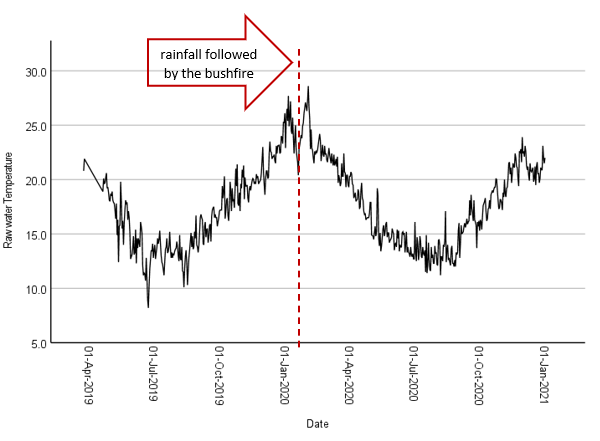 rainfall followed
by the bushfire
30.0
25.0
20.0
15.0
10.0
5.0
Raw water Temperature
01-Apr-2019
01-Jul-2019
01-Oct-2019
01-Jan-2020
01-Apr-2020
01-Jul-2020
01-Oct-2020
01-Jan-2021
Date